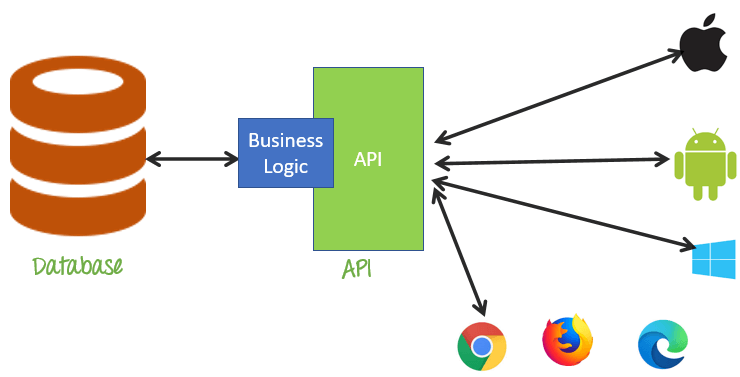 Business
Logic
API
Database
API